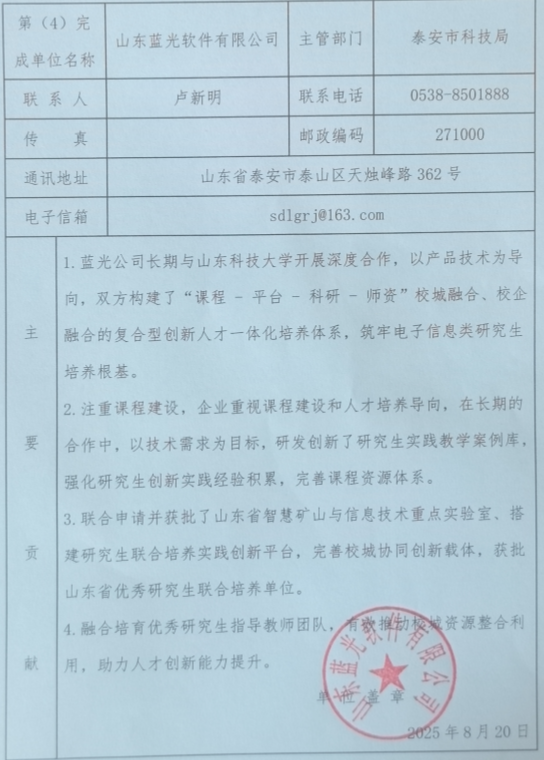 第（4）完成单位名称 山东蓝光软件有限公司 主管部门 泰安市科技局
联系人 卢新明 联系电话 0538-8501888
传真 邮政编码 271000
通讯地址 山东省泰安市泰山区天烛峰路 362 号
电子信箱 sdlgrj@163.com
主要贡献
1.蓝光公司长期与山东科技大学开展深度合作，以产品技术为导
向，双方构建了“课程 - 平台 - 科研 - 师资”校城融合、校企
融合的复合型创新人才一体化培养体系，筑牢电子信息类研究生
培养根基。
2.注重课程建设，企业重视课程建设和人才培养导向，在长期的
合作中，以技术需求为目标，研发创新了研究生实践教学案例库，
强化研究生创新实践经验积累，完善课程资源体系。
3.联合申请并获批了山东省智慧矿山与信息技术重点实验室、搭
建研究生联合培养实践创新平台，完善校城协同创新载体，获批
山东省优秀研究生联合培养单位。
4.融合培育优秀研究生指导教师团队，有效推动校城资源整合利
用，助力人才创新能力提升。
山东蓝光软件有限公司
单位盖章
2025 年 8 月 20 日